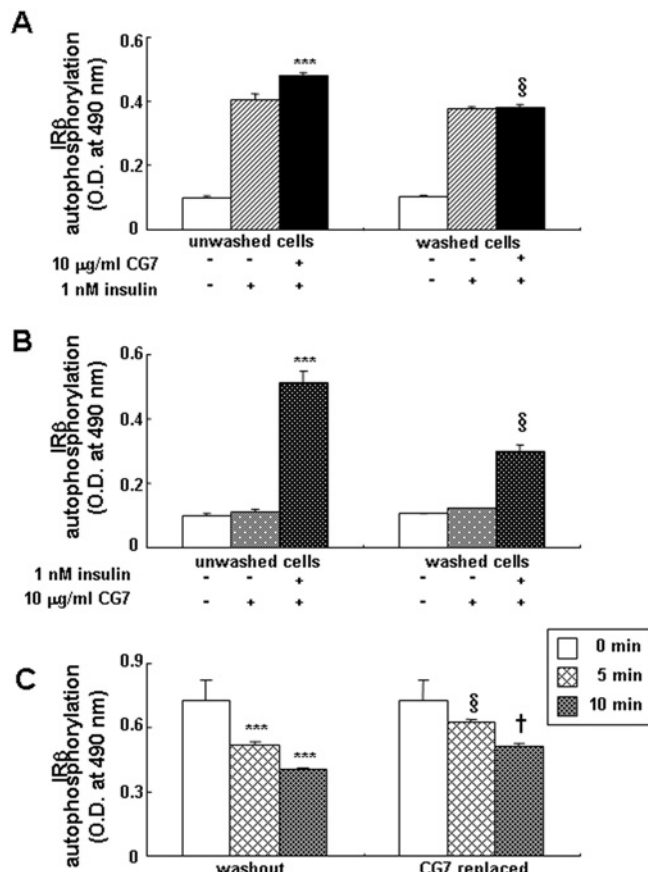 A
IRβ
autophosphorylation
(O.D. at 490 nm)
0.6
0.4
0.2
0
***
§
§
unwashed cells
washed cells
10 µg/ml CG7
- - + - - +
1 nM insulin
- + + - + +
B
IRβ
autophosphorylation
(O.D. at 490 nm)
0.6
0.4
0.2
0
***
§
§
unwashed cells
washed cells
1 nM insulin
- - + - - +
10 µg/ml CG7
- + + - + +
C
IRβ
autophosphorylation
(O.D. at 490 nm)
0.9
0.6
0.3
0
***
***
§
§
†
0 min
5 min
10 min
washout
CG7 replaced